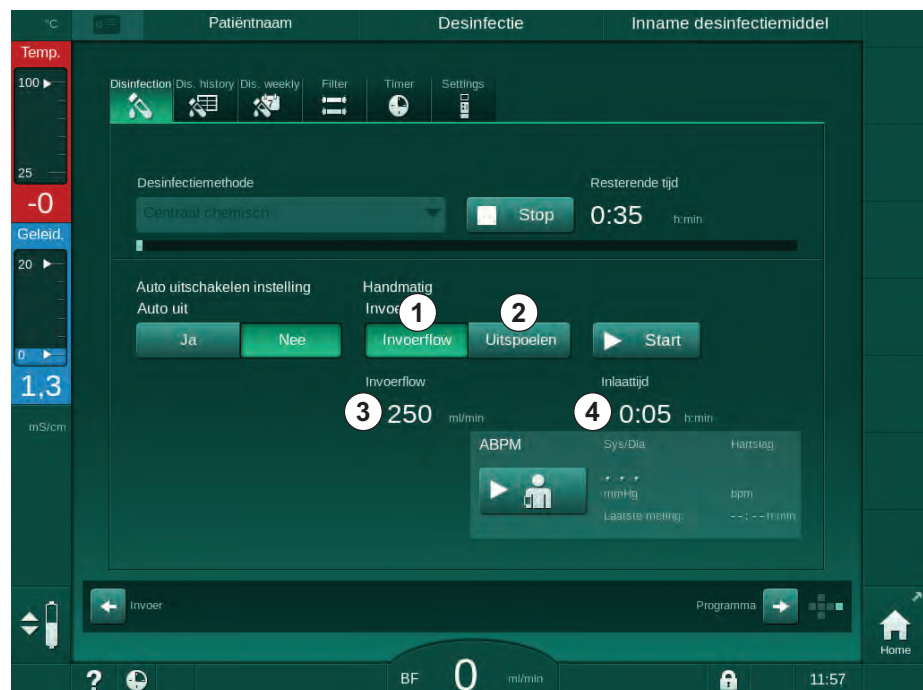 °C
Patiëntnaam
Desinfectie
Inname desinfectiemiddel
Temp.
100
25
-0
Geleid.
20
0
1,3
mS/cm
Disinfection
Dis. history
Dis. weekly
Filter
Timer
Settings
Desinfectiemethode
Resterende tijd
Centraal chemisch
Stop
0:35 h:min
Auto uitschakelen instelling
Handmatig
Auto uit
1
2
Ja
Nee
Invoerflow
Uitspoelen
Start
Invoerflow
Inlaattijd
3
250 ml/min
4
0:05 h:min
ABPM
Sys/Dia
Hartslag
mmHg
bpm
Laatste meting:
--:-- h:min
Invoer
Programma
Home
?
BF 0 ml/min
11:57